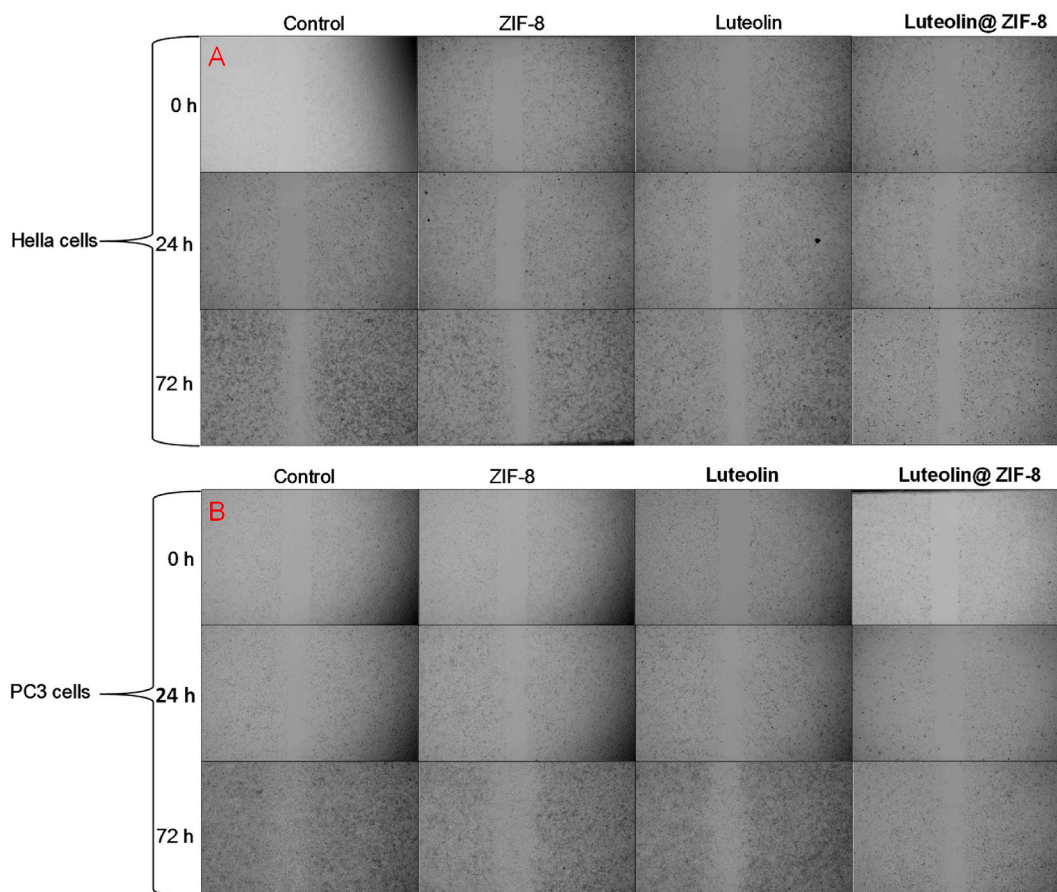 Control ZIF-8 Luteolin Luteolin@ ZIF-8
A
0 h
Hella cells
24 h
72 h
Control ZIF-8 Luteolin Luteolin@ ZIF-8
B
0 h
PC3 cells
24 h
72 h